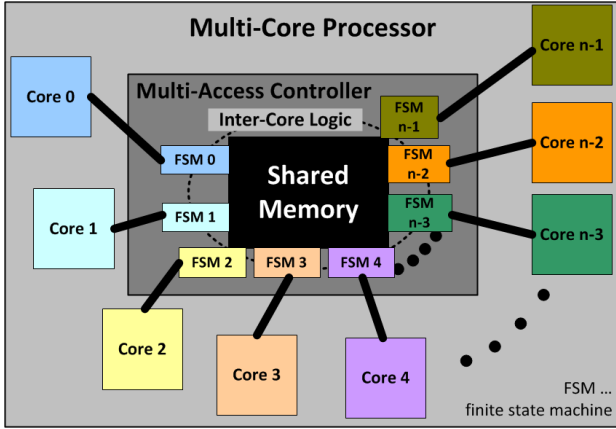 Multi-Core Processor
Core n-1
Core 0
Multi-Access Controller
Inter-Core Logic
FSM
n-1
Core n-2
FSM 0
FSM
n-2
Shared
Memory
Core 1
FSM 1
FSM
n-3
Core n-3
FSM 2
FSM 3
FSM 4
Core 2
Core 3
Core 4
FSM ...
finite state machine